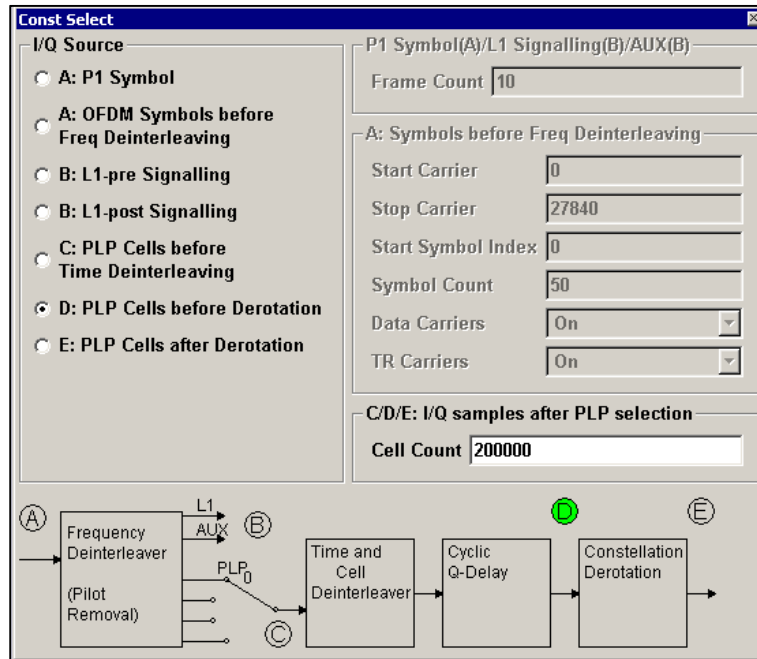 Const Select
I/Q Source
A: P1 Symbol
A: OFDM Symbols before
Freq Deinterleaving
B: L1-pre Signalling
B: L1-post Signalling
C: PLP Cells before
Time Deinterleaving
D: PLP Cells before Derotation
E: PLP Cells after Derotation
P1 Symbol(A)/L1 Signalling(B)/AUX(B)
Frame Count 10
A: Symbols before Freq Deinterleaving
Start Carrier 0
Stop Carrier 27840
Start Symbol Index 0
Symbol Count 50
Data Carriers On
TR Carriers On
C/D/E: I/Q samples after PLP selection
Cell Count 200000
A
Frequency
Deinterleaver
(Pilot
Removal)
L1
AUX
B
PLP0
C
Time and
Cell
Deinterleaver
Cyclic
Q-Delay
D
Constellation
Derotation
E